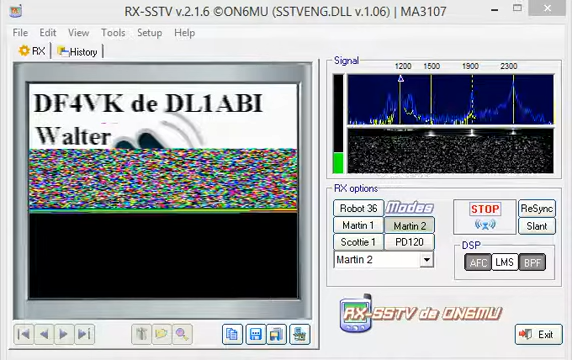 RX-SSTV v.2.1.6 ©ON6MU (SSTVENG.DLL v.1.06) | MA3107
File Edit View Tools Setup Help
RX History
DF4VK de DL1ABI
Walter
Signal
1200 1500 1900 2300
RX options
Robot 36 Modes
Martin 1 Martin 2
Scottie 1 PD120
Martin 2
STOP
ReSync
Slant
DSP
AFC LMS BPF
RX-SSTV de ON6MU
Exit